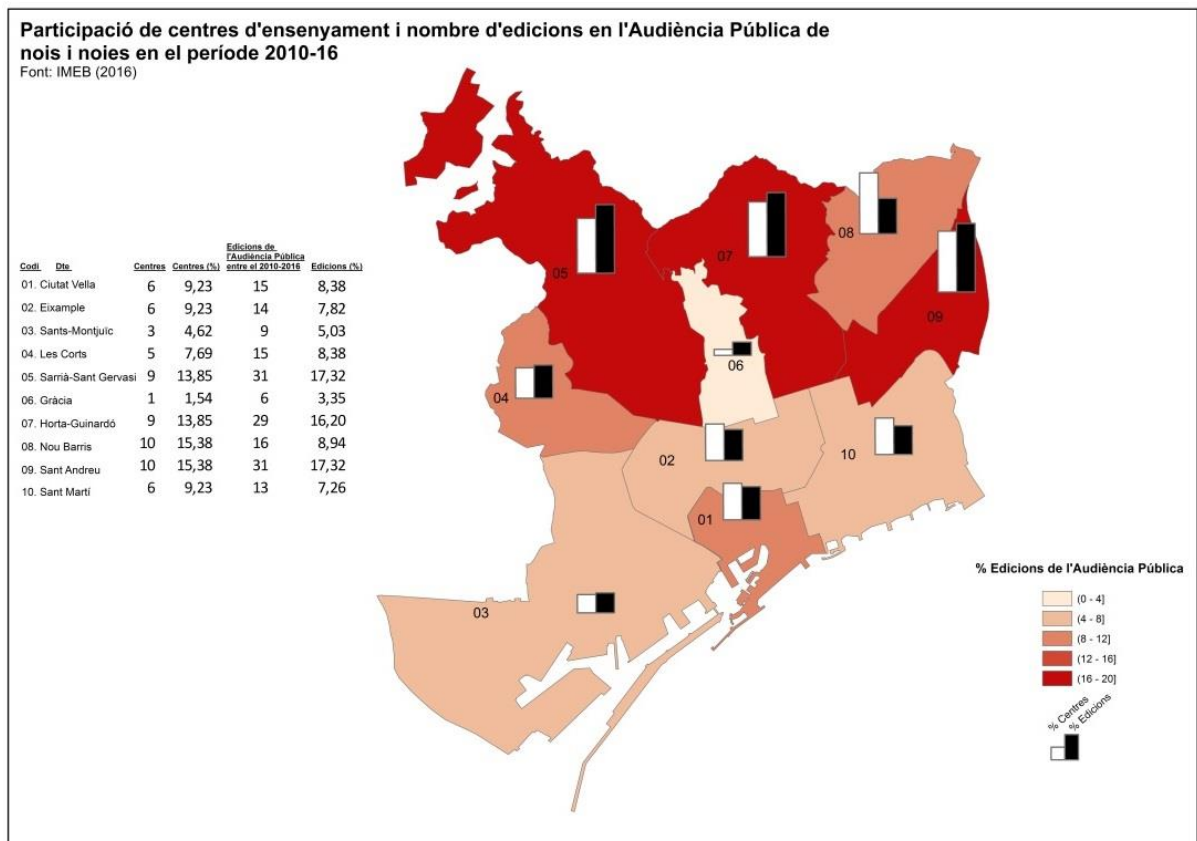 Participació de centres d'ensenyament i nombre d'edicions en l'Audiència Pública de
nois i noies en el període 2010-16
Font: IMEB (2016)
Codi Dte Centres Centres (%) Edicions de l'Audiència Pública entre el 2010-2016 Edicions (%)
01. Ciutat Vella 6 9,23 15 8,38
02. Eixample 6 9,23 14 7,82
03. Sants-Montjuïc 3 4,62 9 5,03
04. Les Corts 5 7,69 15 8,38
05. Sarrià-Sant Gervasi 9 13,85 31 17,32
06. Gràcia 1 1,54 6 3,35
07. Horta-Guinardó 9 13,85 29 16,20
08. Nou Barris 10 15,38 16 8,94
09. Sant Andreu 10 15,38 31 17,32
10. Sant Martí 6 9,23 13 7,26
08
07
05
09
06
04
02
10
01
03
% Edicions de l'Audiència Pública
(0 - 4]
(4 - 8]
(8 - 12]
(12 - 16]
(16 - 20]
% Centres
% Edicions